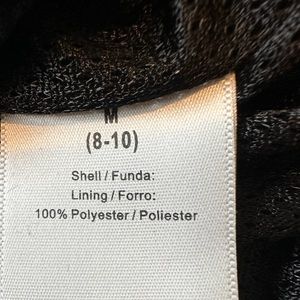 M
(8-10)
Shell / Funda:
Lining / Forro:
100% Polyester / Poliester